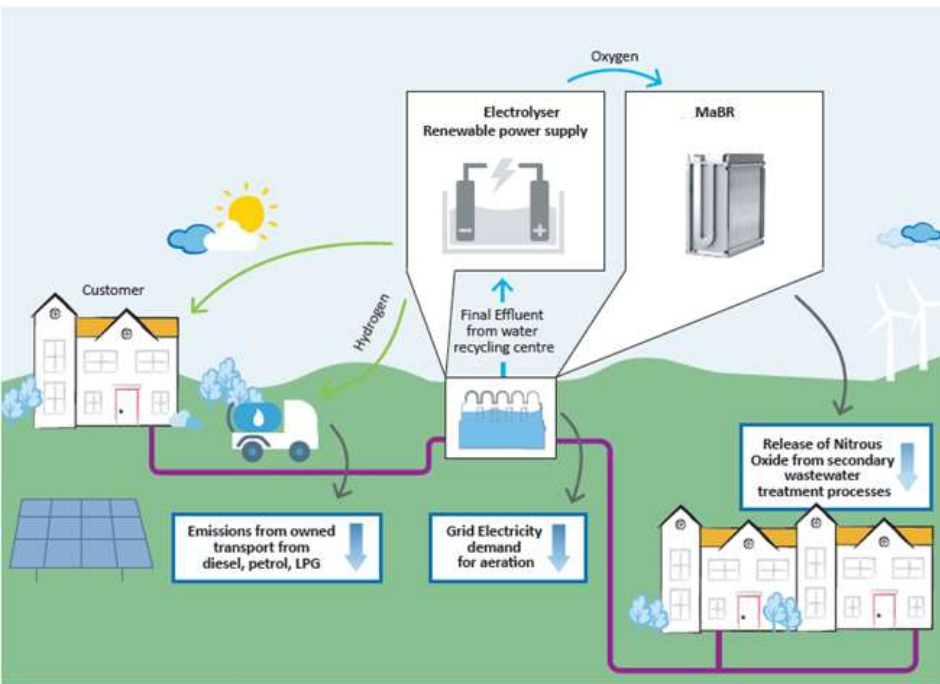 Oxygen
Electrolyser
Renewable power supply
MaBR
Customer
Hydrogen
Final Effluent
from water
recycling centre
Release of Nitrous
Oxide from secondary
wastewater
treatment processes
Emissions from owned
transport from
diesel, petrol, LPG
Grid Electricity
demand
for aeration